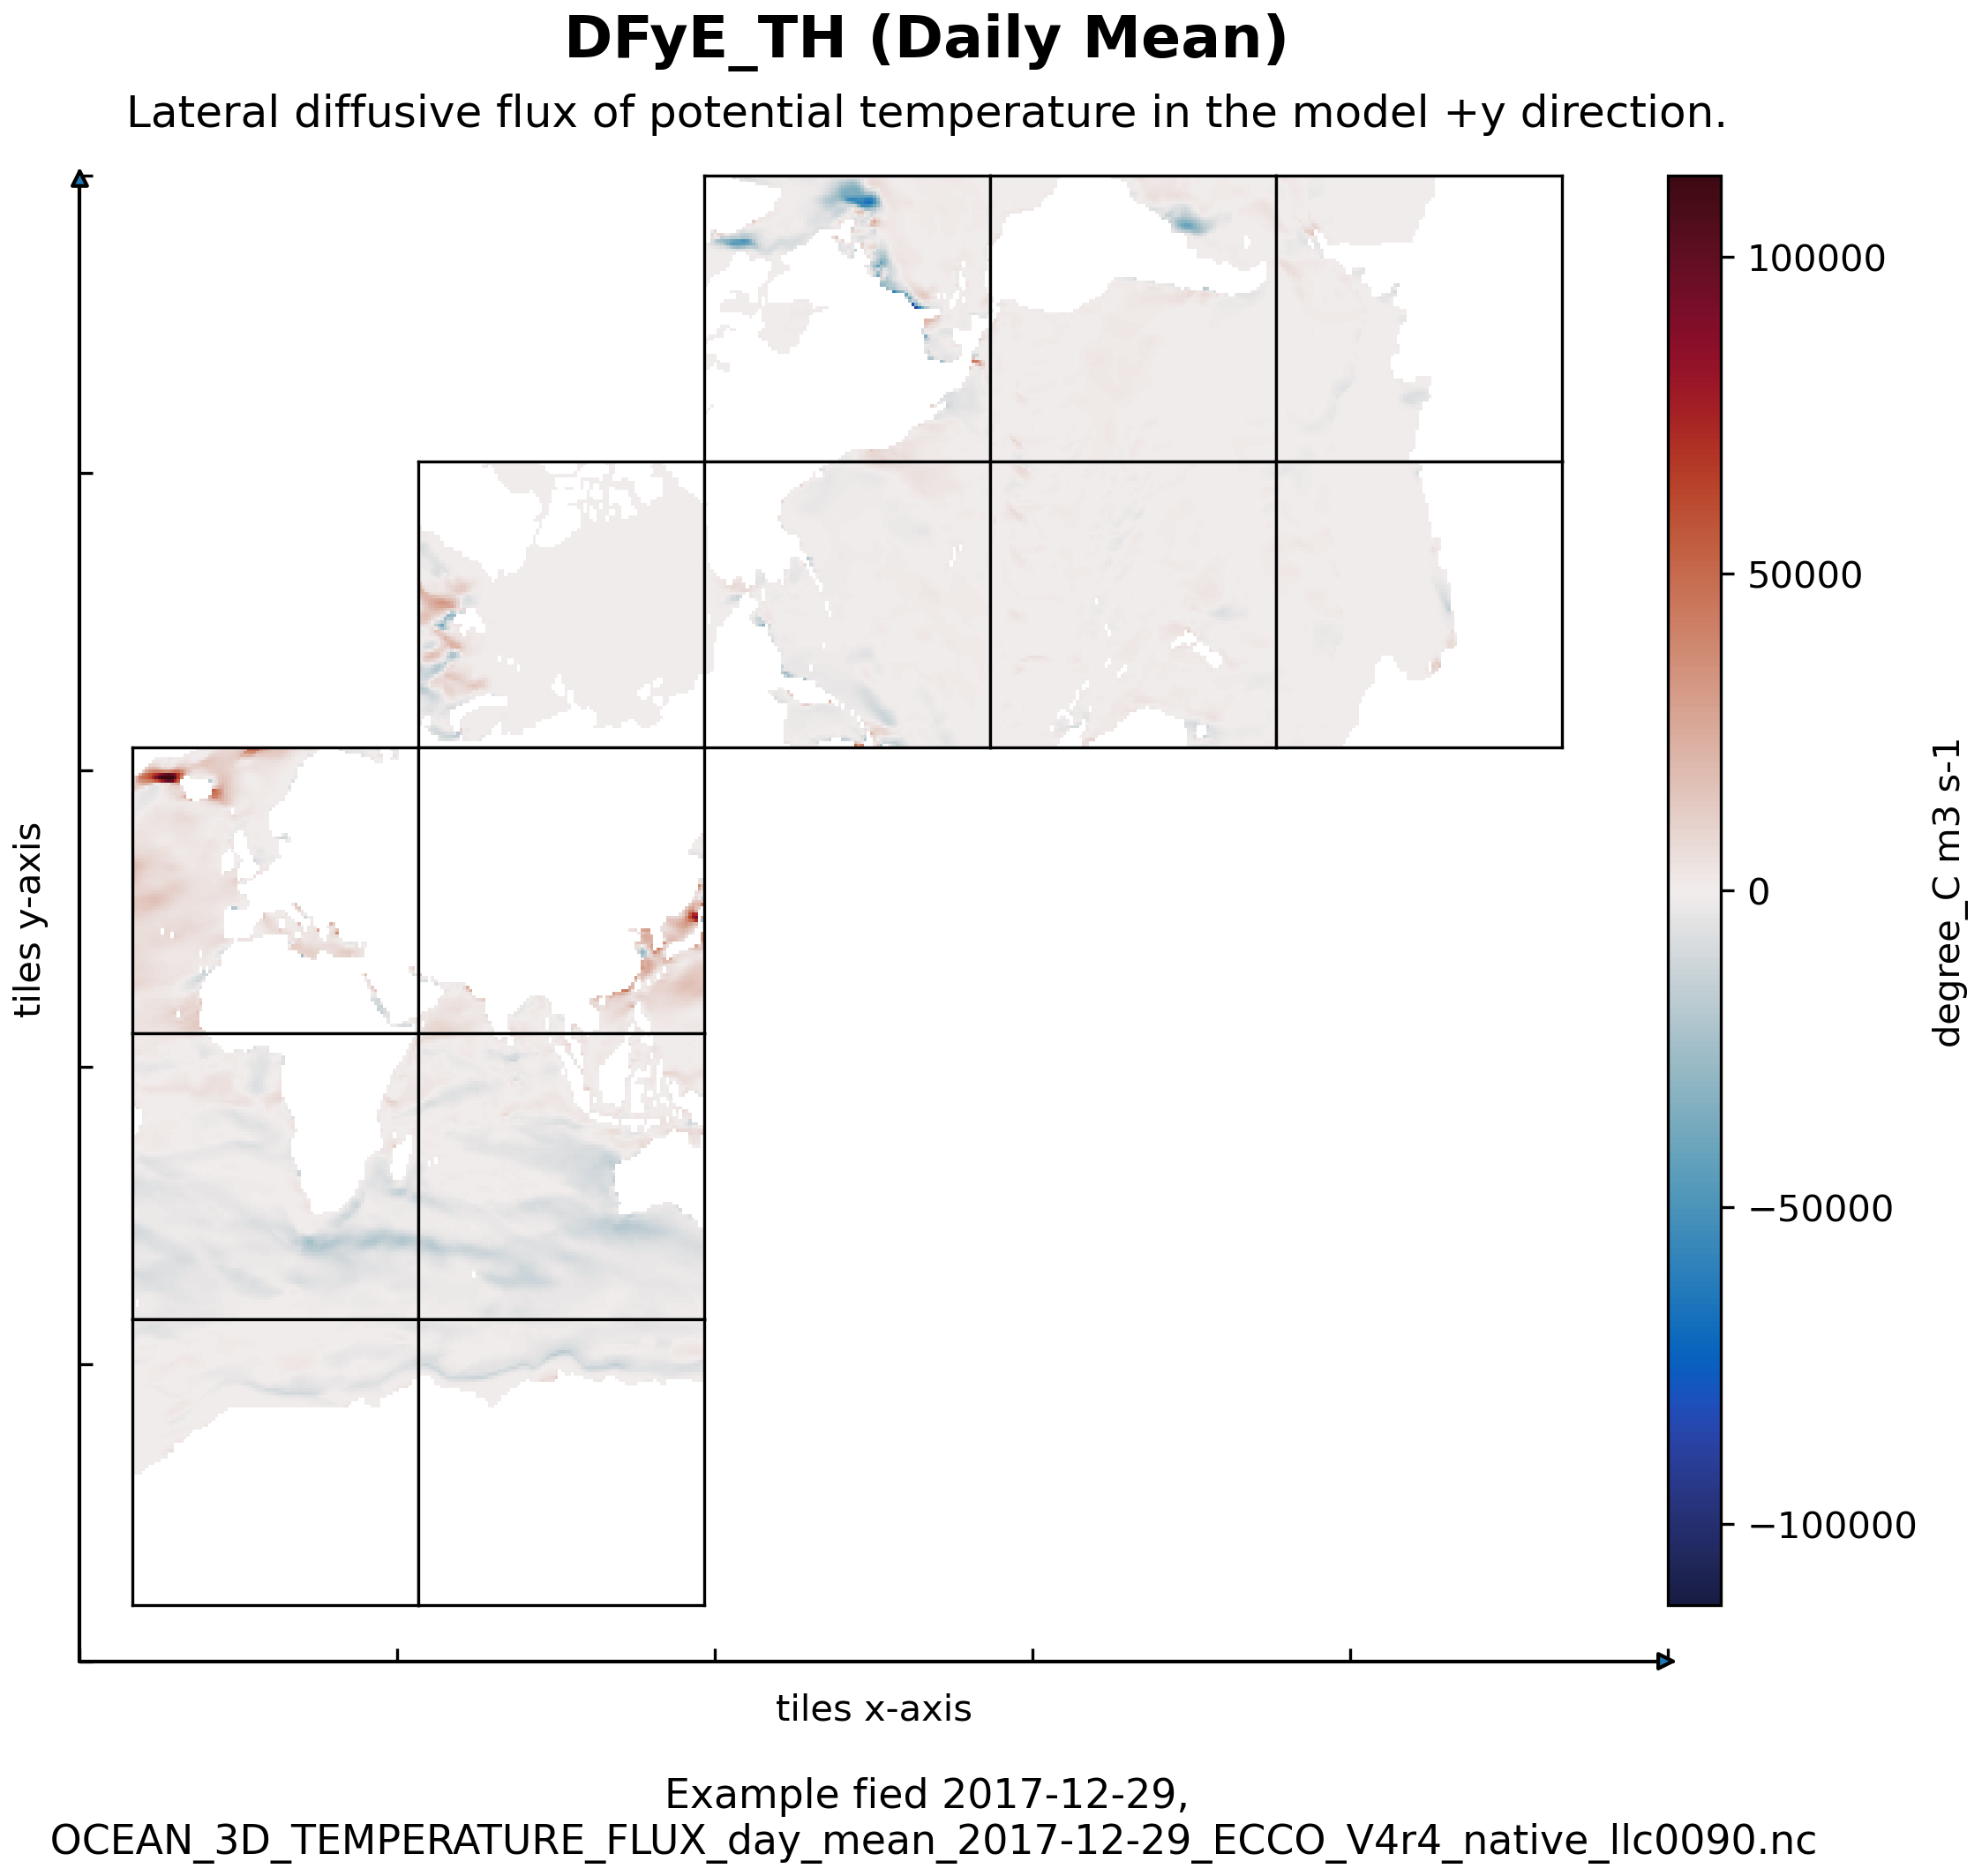 DFyE_TH (Daily Mean)
Lateral diffusive flux of potential temperature in the model +y direction.
100000
50000
0
−50000
−100000
degree_C m3 s-1
tiles y-axis
tiles x-axis
Example fied 2017-12-29,
OCEAN_3D_TEMPERATURE_FLUX_day_mean_2017-12-29_ECCO_V4r4_native_llc0090.nc